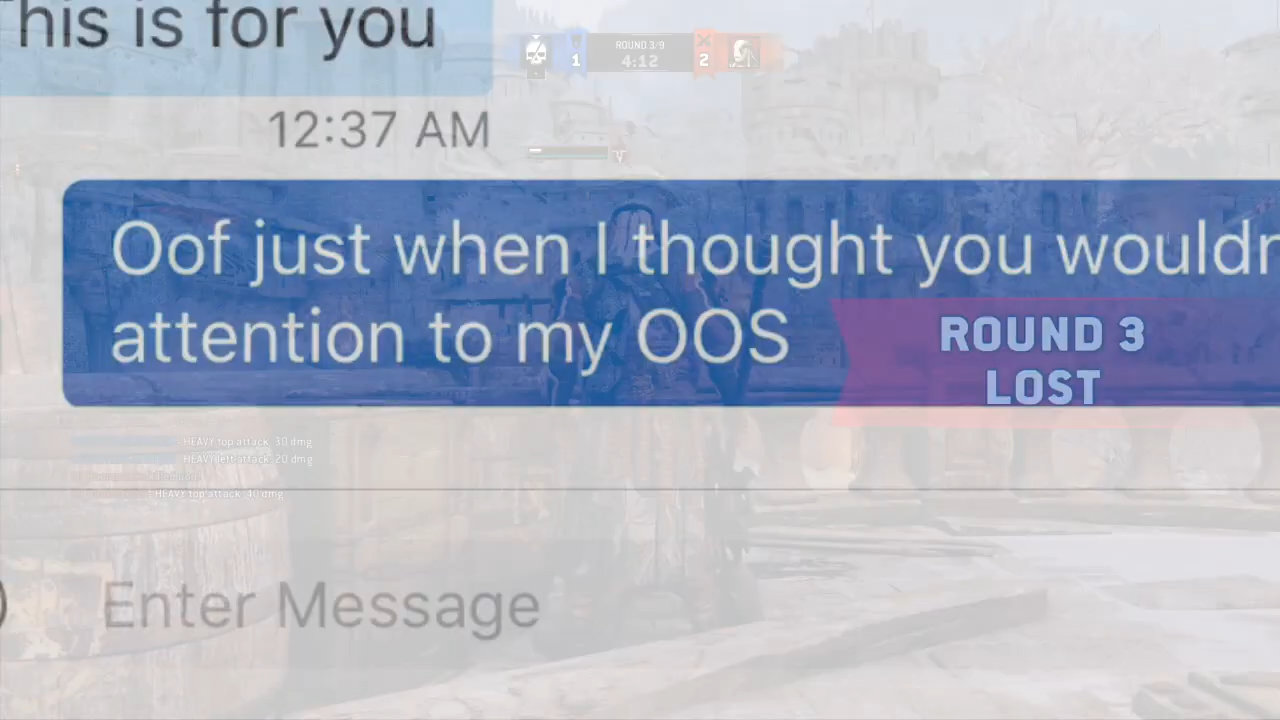 This is for you
ROUND 3/9
1 4:12 2
12:37 AM
Oof just when I thought you wouldn
attention to my OOS
ROUND 3
LOST
HEAVY top attack: 30 dmg
HEAVY left attack: 20 dmg
HEAVY top attack: 40 dmg
Enter Message